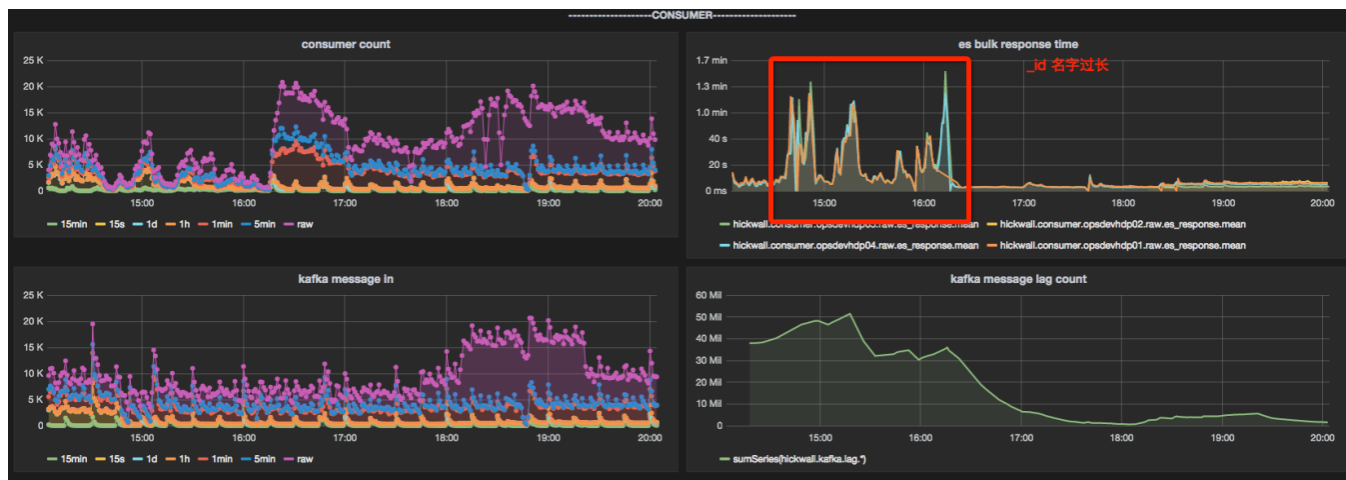 --------------------CONSUMER--------------------
consumer count
25 K
20 K
15 K
10 K
5 K
0
15:00 16:00 17:00 18:00 19:00 20:00
15min 15s 1d 1h 1min 5min raw
es bulk response time
_id 名字过长
1.7 min
1.3 min
1.0 min
40 s
20 s
0 ms
15:00 16:00 17:00 18:00 19:00 20:00
hickwall.consumer.opsdevhdp03.raw.es_response.mean hickwall.consumer.opsdevhdp02.raw.es_response.mean
hickwall.consumer.opsdevhdp04.raw.es_response.mean hickwall.consumer.opsdevhdp01.raw.es_response.mean
kafka message in
25 K
20 K
15 K
10 K
5 K
0
15:00 16:00 17:00 18:00 19:00 20:00
15min 15s 1d 1h 1min 5min raw
kafka message lag count
60 Mil
50 Mil
40 Mil
30 Mil
20 Mil
10 Mil
0
15:00 16:00 17:00 18:00 19:00 20:00
sumSeries(hickwall.kafka.lag.*)